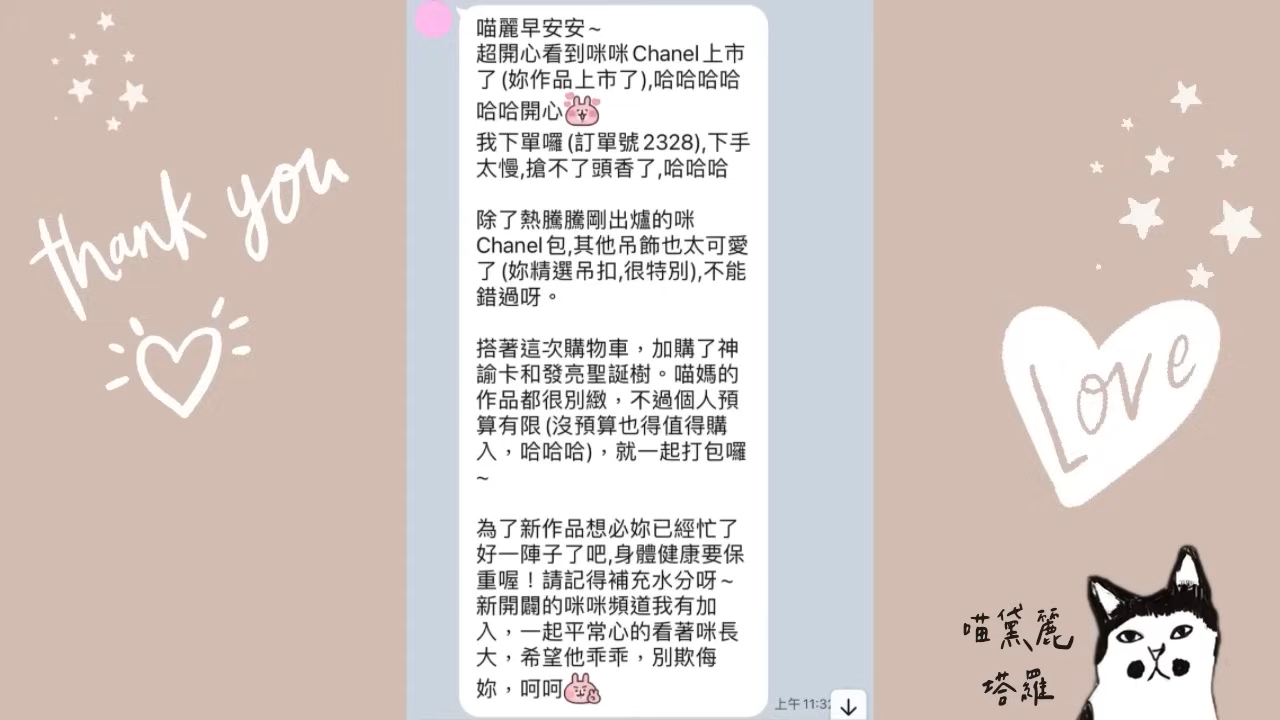 thank you
喵麗早安安~
超開心看到咪咪Chanel上市
了(妳作品上市了),哈哈哈哈
哈哈開心
我下單囉(訂單號2328),下手
太慢,搶不了頭香了,哈哈哈
除了熱騰騰剛出爐的咪
Chanel包,其他吊飾也太可愛
了(妳精選吊扣,很特別),不能
錯過呀。
搭著這次購物車，加購了神
諭卡和發亮聖誕樹。喵媽的
作品都很別緻，不過個人預
算有限(沒預算也得值得購
入，哈哈哈)，就一起打包囉
~
為了新作品想必妳已經忙了
好一陣子了吧,身體健康要保
重喔！請記得補充水分呀~
新開闢的咪咪頻道我有加
入，一起平常心的看著咪長
大，希望他乖乖，別欺侮
妳，呵呵
上午11:32
Love
喵黛麗
塔羅